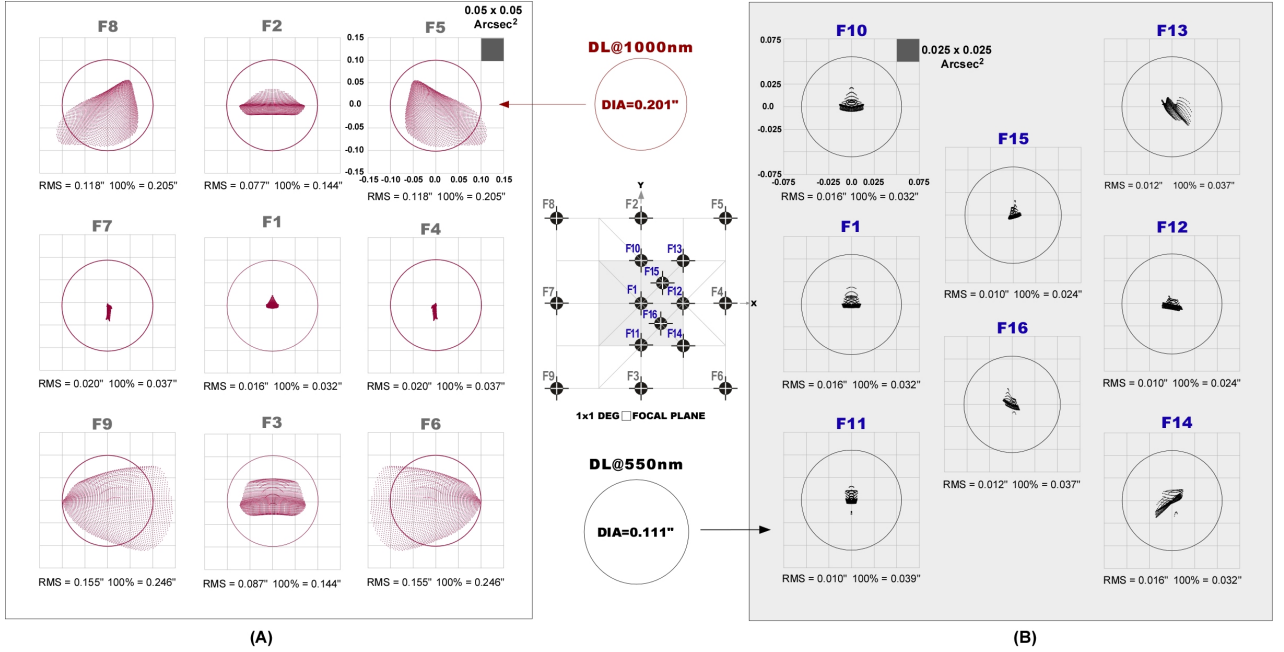 F8
F2
F5
0.05 x 0.05
Arcsec2
0.15
0.10
0.05
0.0
-0.05
-0.10
-0.15
-0.15 -0.10 -0.05 0.0 0.05 0.10 0.15
RMS = 0.118" 100% = 0.205"
RMS = 0.077" 100% = 0.144"
RMS = 0.118" 100% = 0.205"
F7
F1
F4
RMS = 0.020" 100% = 0.037"
RMS = 0.016" 100% = 0.032"
RMS = 0.020" 100% = 0.037"
F9
F3
F6
RMS = 0.155" 100% = 0.246"
RMS = 0.087" 100% = 0.144"
RMS = 0.155" 100% = 0.246"
(A)
DL@1000nm
DIA=0.201"
Y
F8
F2
F5
F10
F13
F15
F7
F1
F12
F4
X
F16
F11
F14
F9
F3
F6
1x1 DEG□FOCAL PLANE
DL@550nm
DIA=0.111"
F10
0.025 x 0.025
Arcsec2
0.075
0.025
0.0
-0.025
-0.075
-0.075 -0.025 0.0 0.025 0.075
RMS = 0.016" 100% = 0.032"
F13
RMS = 0.012" 100% = 0.037"
F15
RMS = 0.010" 100% = 0.024"
F1
RMS = 0.016" 100% = 0.032"
F12
RMS = 0.010" 100% = 0.024"
F16
RMS = 0.012" 100% = 0.037"
F11
RMS = 0.010" 100% = 0.039"
F14
RMS = 0.016" 100% = 0.032"
(B)